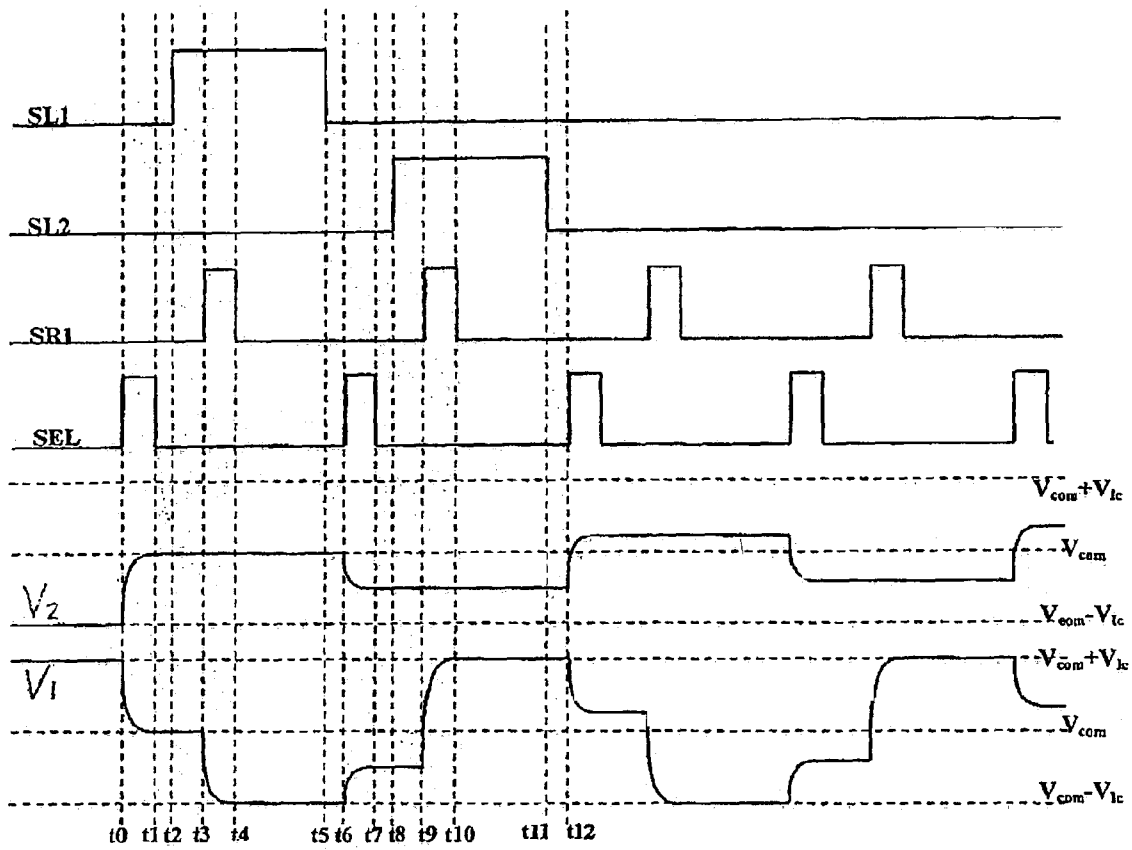 SL1
SL2
SR1
SEL
Vcom+Vlc
Vcom
V2
Vcom-Vlc
Vcom+Vlc
V1
Vcom
Vcom-Vlc
t0 t1 t2 t3 t4 t5 t6 t7 t8 t9 t10 t11 t12